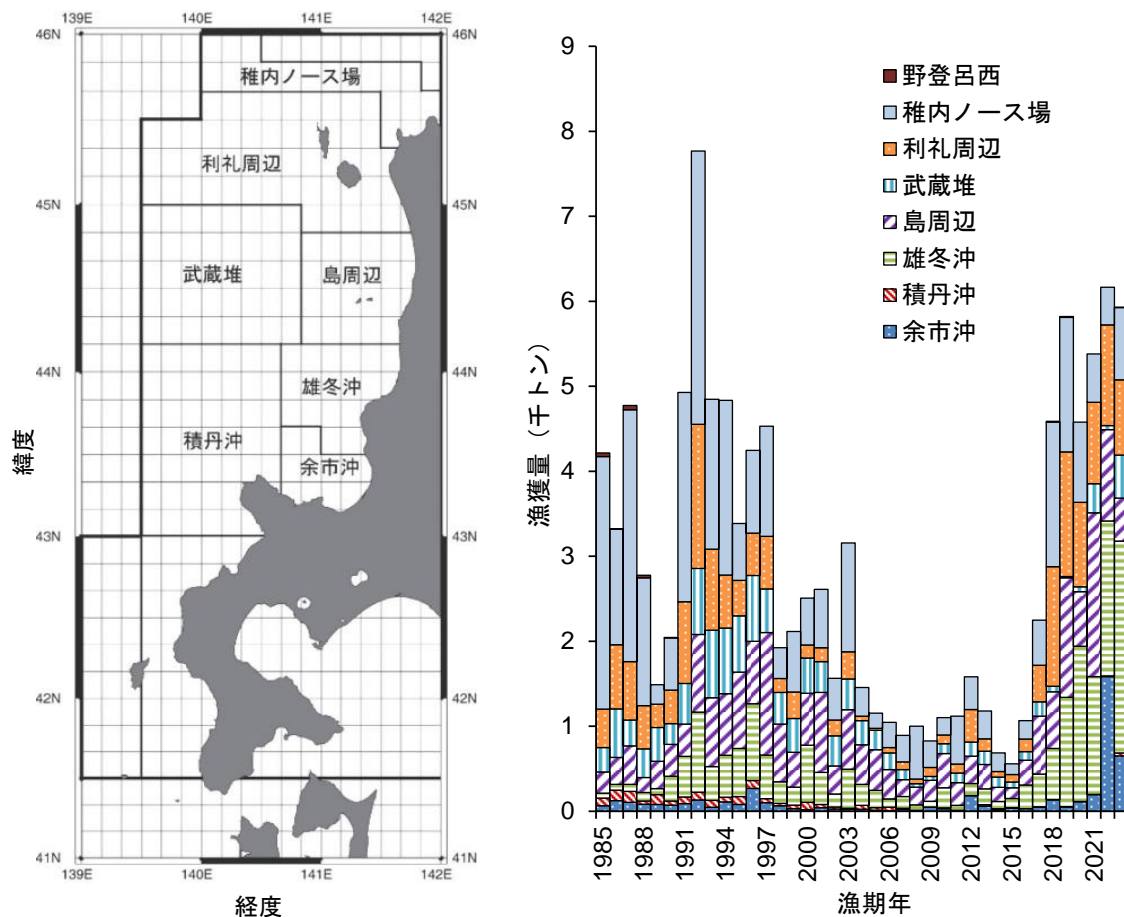 139E 140E 141E 142E
46N 46N
稚内ノース場
利礼周辺
45N 45N
武蔵堆 島周辺
44N 44N
雄冬沖
積丹沖
余市沖
43N 43N
42N 42N
41N 41N
139E 140E 141E 142E
緯度
経度
9
8
7
6
5
4
3
2
1
0
漁獲量（千トン）
野登呂西
稚内ノース場
利礼周辺
武蔵堆
島周辺
雄冬沖
積丹沖
余市沖
1985 1988 1991 1994 1997 2000 2003 2006 2009 2012 2015 2018 2021
漁期年